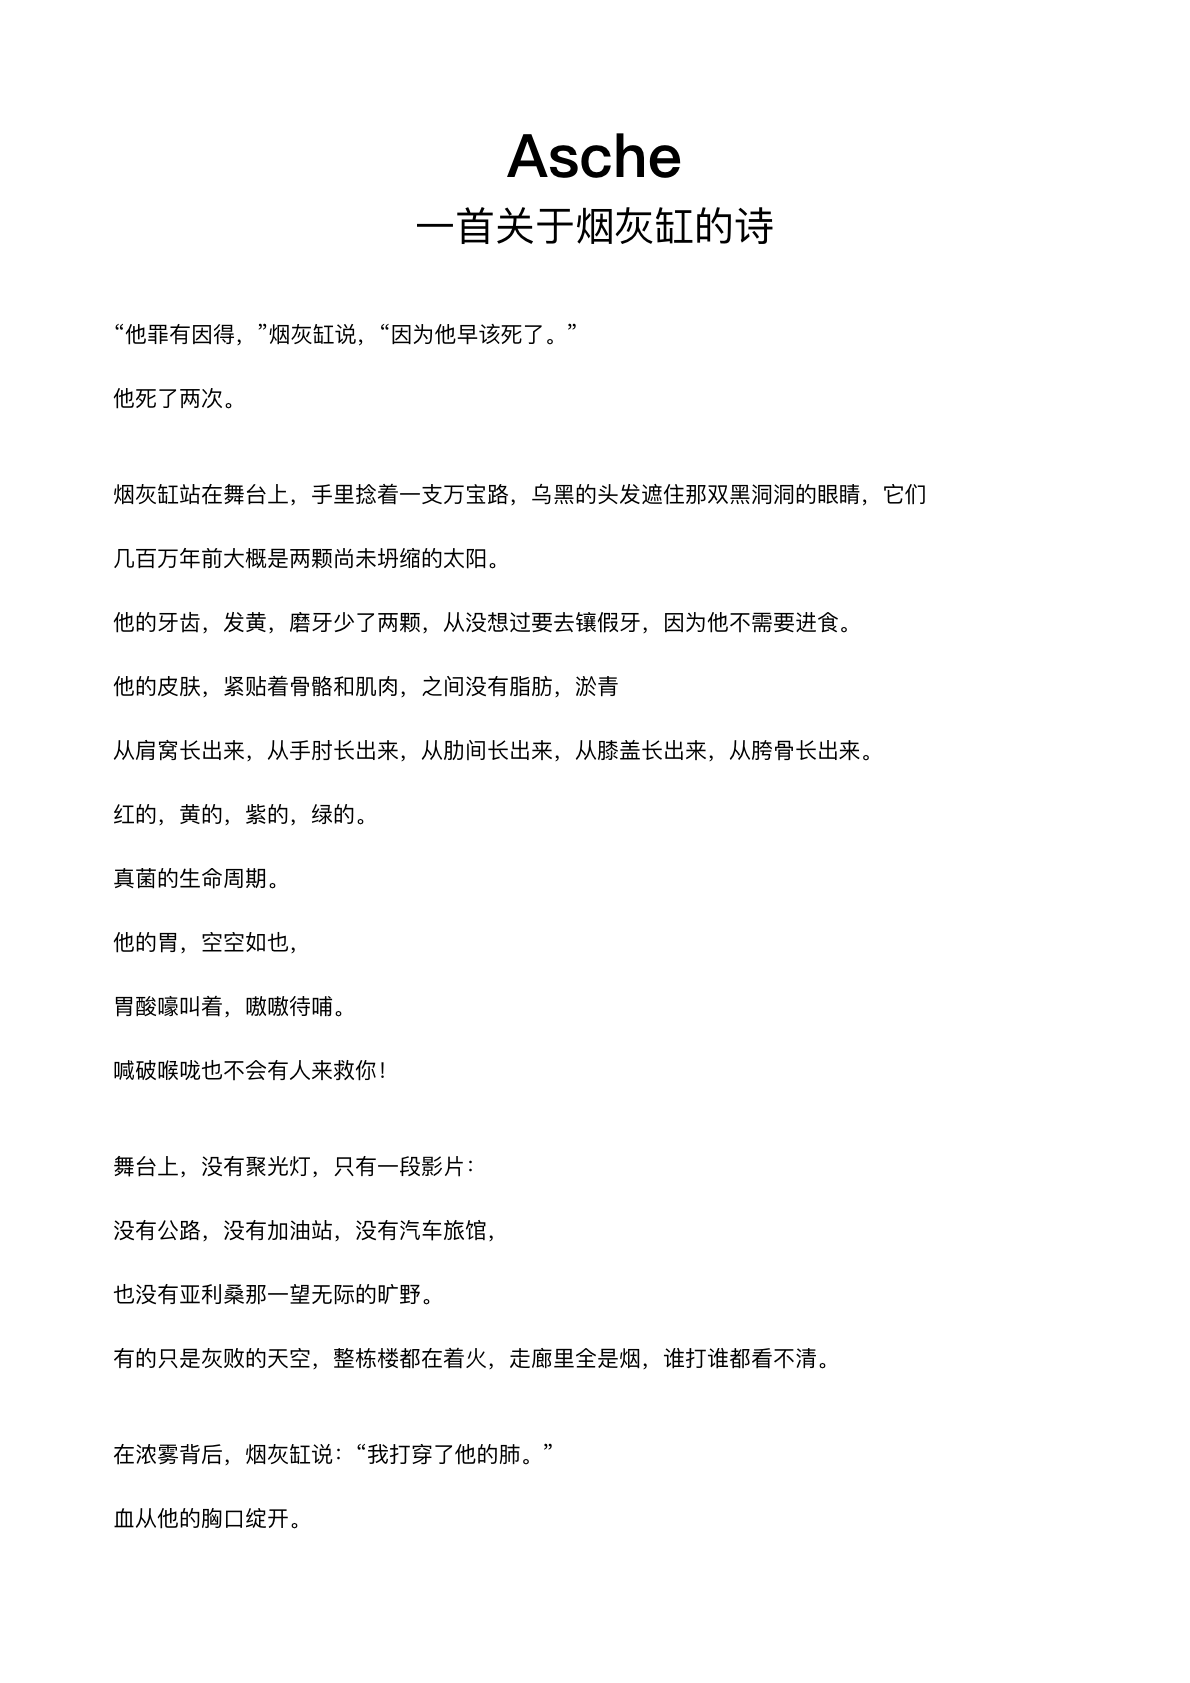 Asche
一首关于烟灰缸的诗
“他罪有因得，”烟灰缸说，“因为他早该死了。”
他死了两次。
烟灰缸站在舞台上，手里捻着一支万宝路，乌黑的头发遮住那双黑洞洞的眼睛，它们
几百万年前大概是两颗尚未坍缩的太阳。
他的牙齿，发黄，磨牙少了两颗，从没想过要去镶假牙，因为他不需要进食。
他的皮肤，紧贴着骨骼和肌肉，之间没有脂肪，淤青
从肩窝长出来，从手肘长出来，从肋间长出来，从膝盖长出来，从胯骨长出来。
红的，黄的，紫的，绿的。
真菌的生命周期。
他的胃，空空如也，
胃酸嚎叫着，嗷嗷待哺。
喊破喉咙也不会有人来救你！
舞台上，没有聚光灯，只有一段影片：
没有公路，没有加油站，没有汽车旅馆，
也没有亚利桑那一望无际的旷野。
有的只是灰败的天空，整栋楼都在着火，走廊里全是烟，谁打谁都看不清。
在浓雾背后，烟灰缸说：“我打穿了他的肺。”
血从他的胸口绽开。